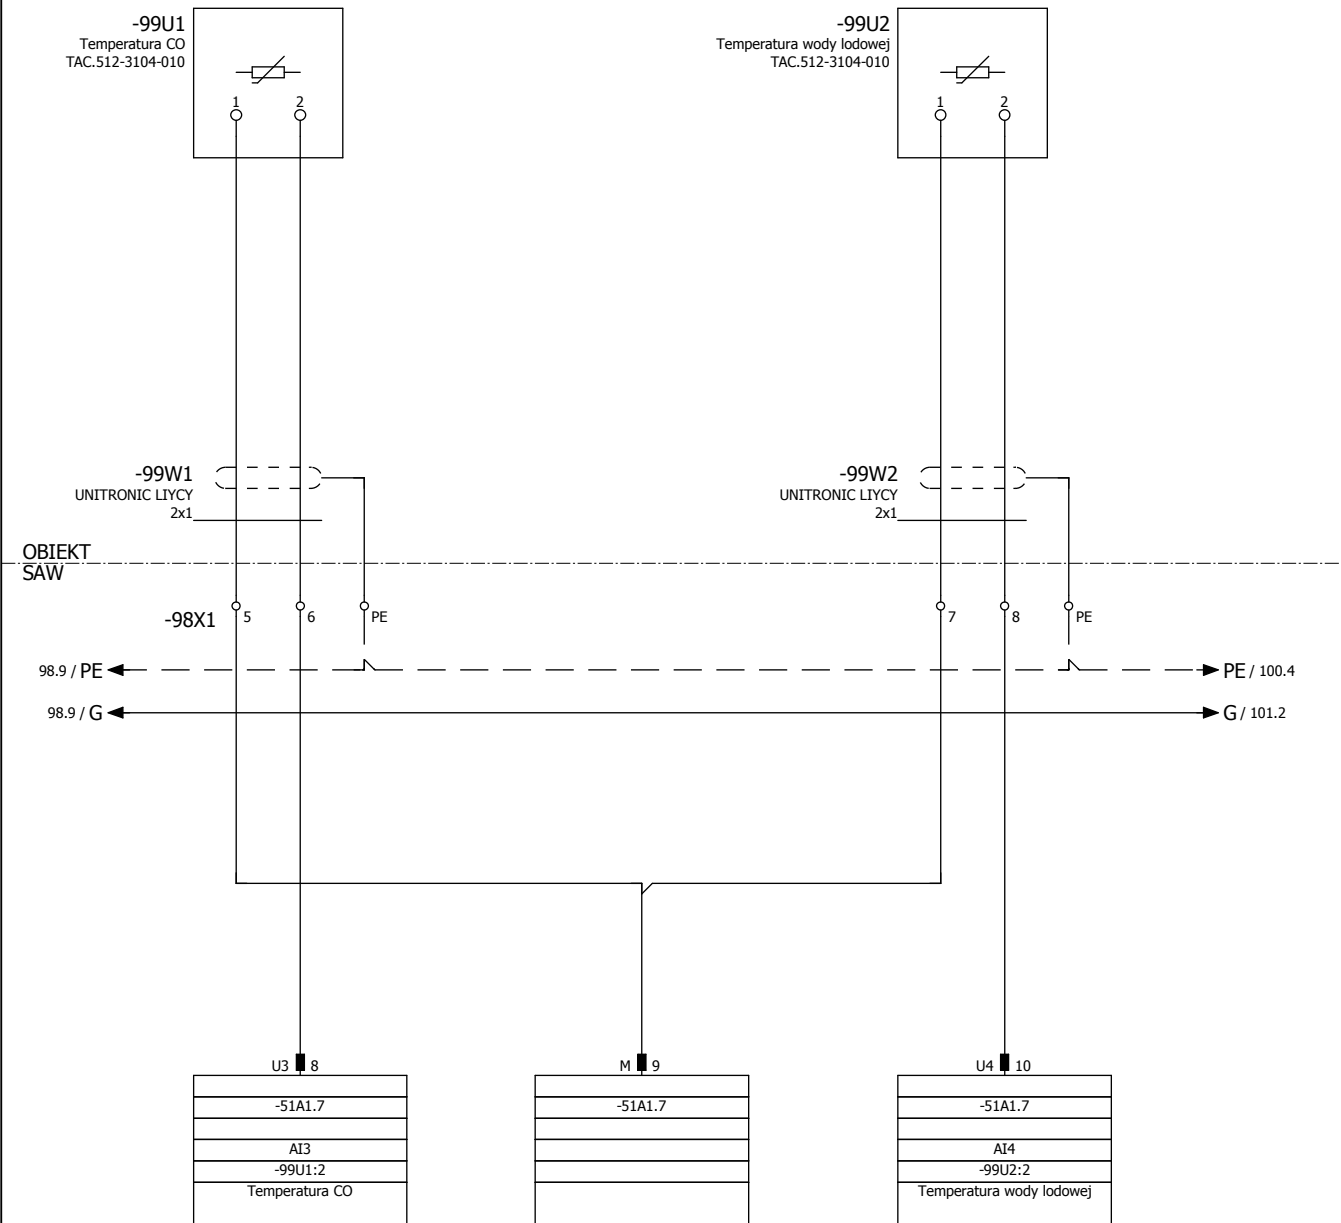 -99U1
Temperatura CO
TAC.512-3104-010
1 2
-99U2
Temperatura wody lodowej
TAC.512-3104-010
1 2
-99W1
UNITRONIC LIYCY
2x1
-99W2
UNITRONIC LIYCY
2x1
OBIEKT
SAW
-98X1 5 6 PE 7 8 PE
98.9 / PE PE / 100.4
98.9 / G G / 101.2
U3 8 M 9 U4 10
-51A1.7 -51A1.7 -51A1.7
AI3 AI4
-99U1:2 -99U2:2
Temperatura CO Temperatura wody lodowej